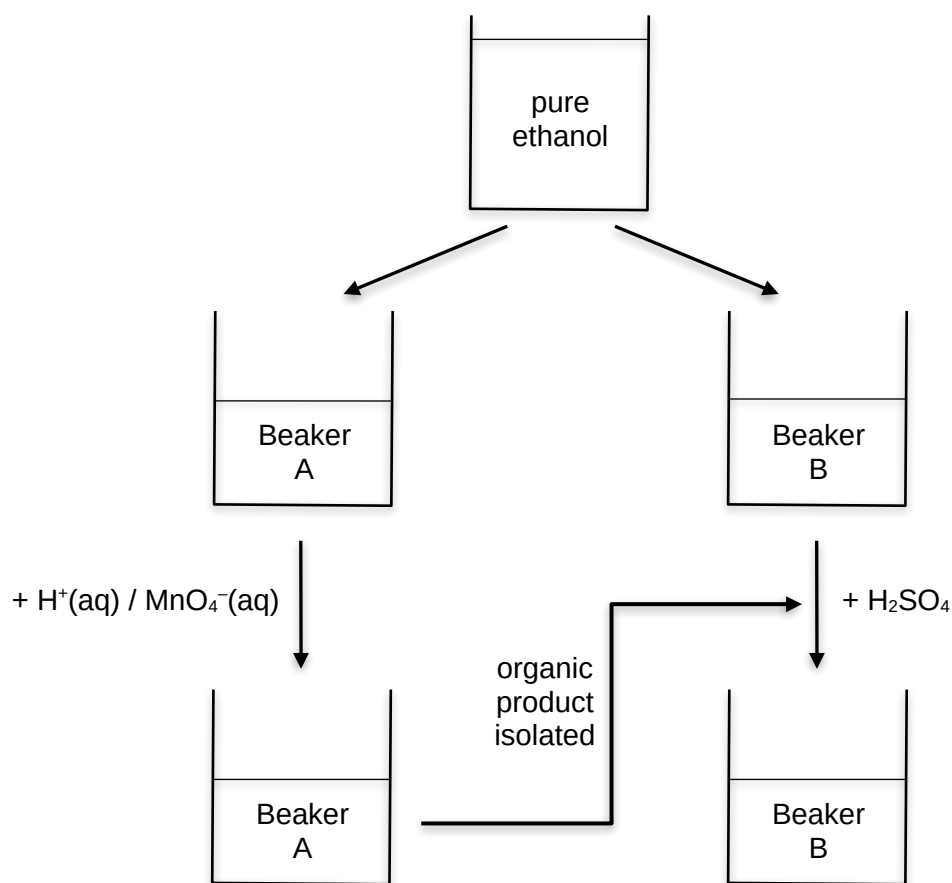 pure
ethanol
Beaker
A
Beaker
B
+ H⁺(aq) / MnO₄⁻(aq)
+ H₂SO₄
organic
product
isolated
Beaker
A
Beaker
B